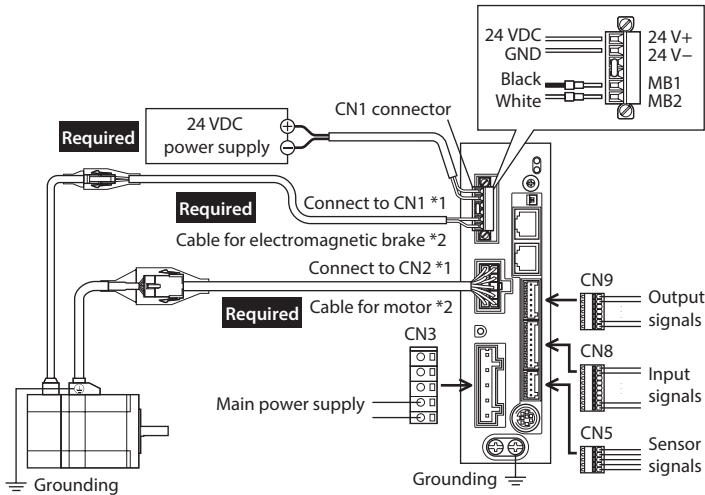 24 VDC
GND
Black
White
24 V+
24 V−
MB1
MB2
CN1 connector
24 VDC
power supply
Required
Connect to CN1 *1
Required
Cable for electromagnetic brake *2
Connect to CN2 *1
Required
Cable for motor *2
CN3
Main power supply
CN9
Output
signals
CN8
Input
signals
CN5
Sensor
signals
Grounding
Grounding